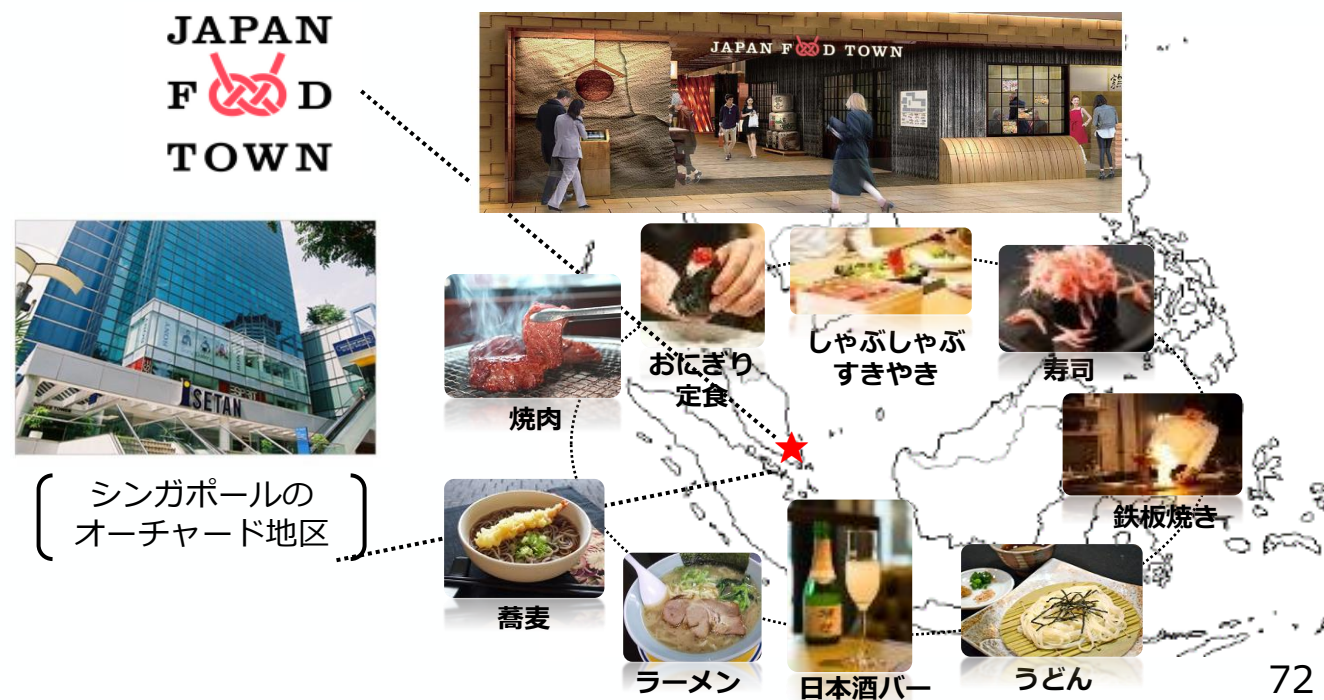 JAPAN
FOOD
TOWN
JAPAN FOOD TOWN
ISETAN
シンガポールの
オーチャード地区
焼肉
おにぎり
定食
しゃぶしゃぶ
すきやき
寿司
鉄板焼き
蕎麦
ラーメン
日本酒バー
うどん
72